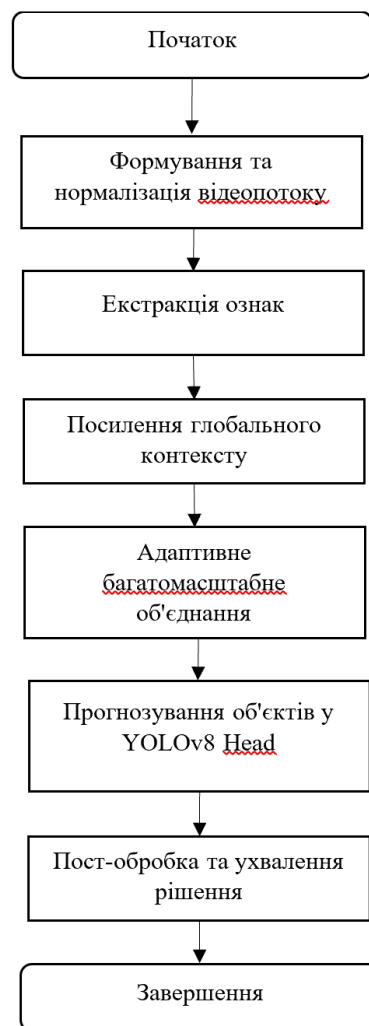 Початок
Формування та
нормалізація відеопотоку
Екстракція ознак
Посилення глобального
контексту
Адаптивне
багатомасштабне
об'єднання
Прогнозування об'єктів у
YOLOv8 Head
Пост-обробка та ухвалення
рішення
Завершення